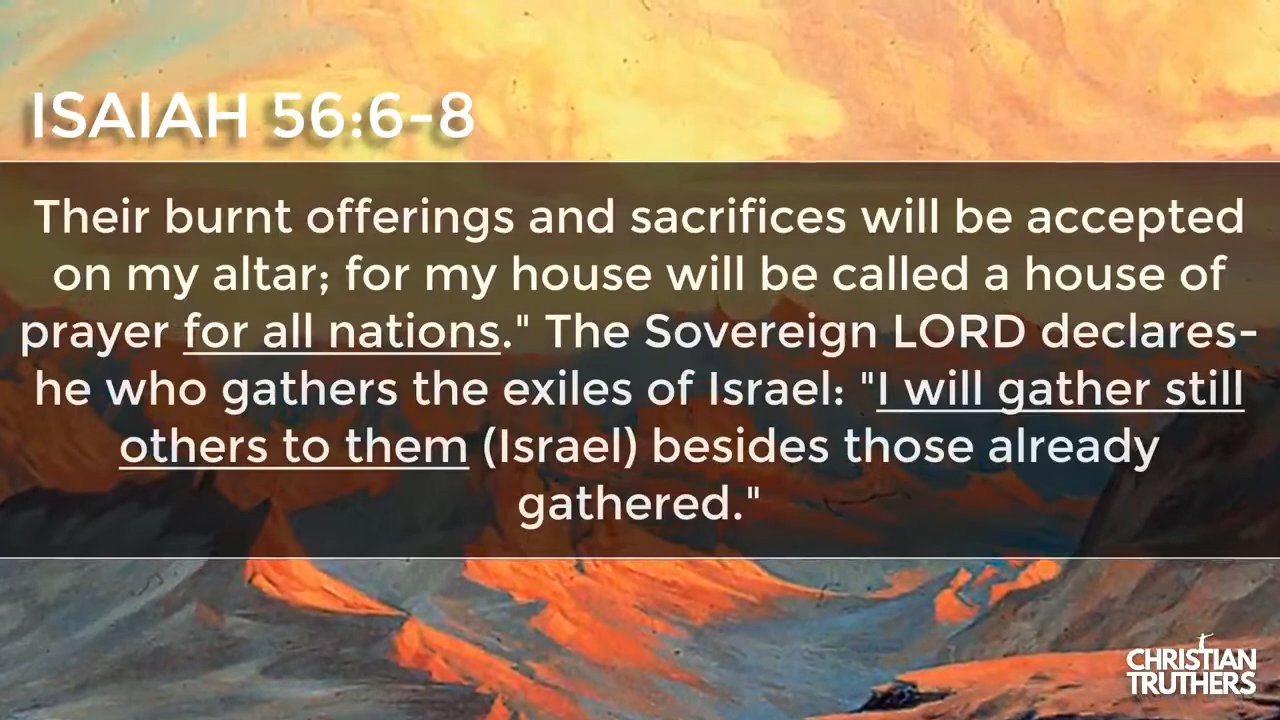 ISAIAH 56:6-8
Their burnt offerings and sacrifices will be accepted
on my altar; for my house will be called a house of
prayer for all nations." The Sovereign LORD declares-
he who gathers the exiles of Israel: "I will gather still
others to them (Israel) besides those already
gathered."
CHRISTIAN
TRUTHERS